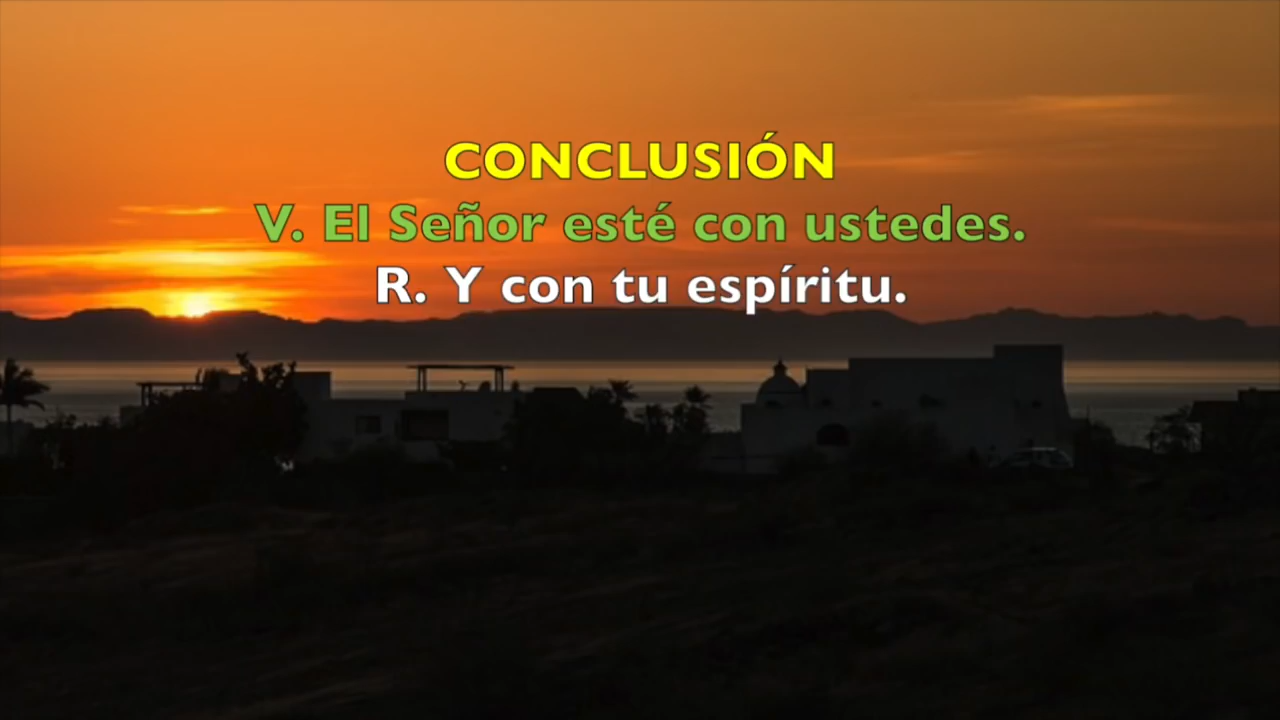 CONCLUSIÓN
V. El Señor esté con ustedes.
R. Y con tu espíritu.